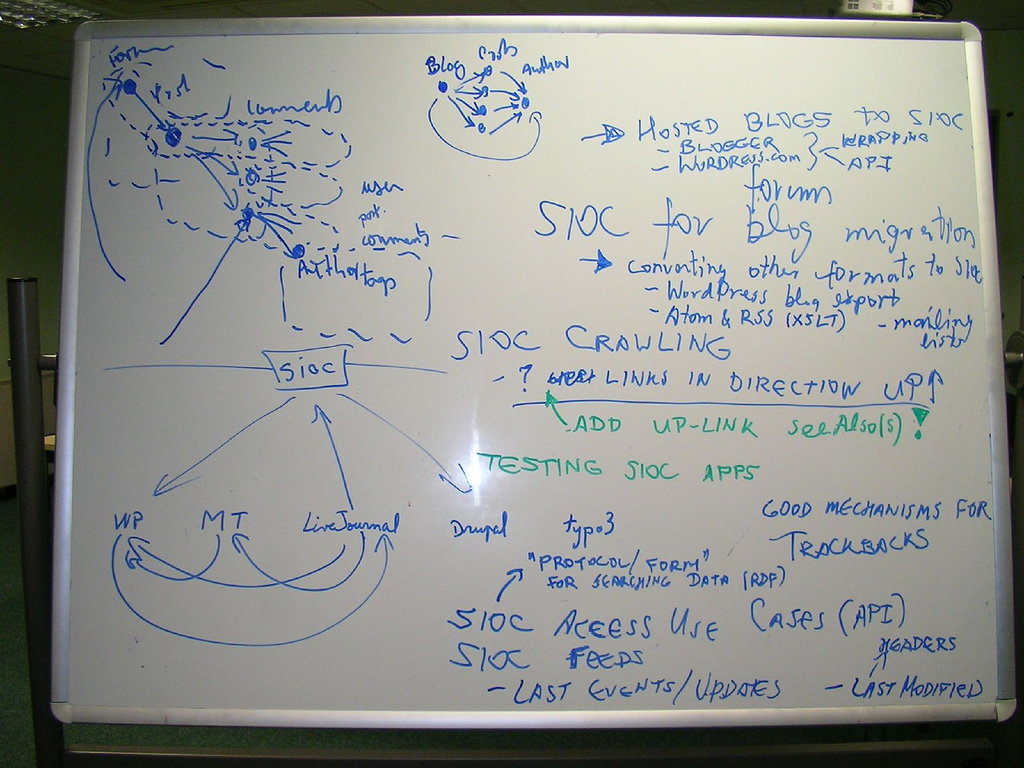 Forum
Post
comments
user
post
comments
Author
tags
Blog
Posts
Author
HOSTED BLOGS TO SIOC
- BLOGGER
- WORDPRESS.COM
WRAPPING
API
forums
SIOC for blog migration
Converting other formats to SIOC
- WordPress blog export
- Atom & RSS (XSLT)
- mailing
lists
SIOC CRAWLING
- ? LINKS IN DIRECTION UP↑
ADD UP-LINK seeAlso(s) !
TESTING SIOC APPS
SIOC
WP
MT
LiveJournal
Drupal
typo3
GOOD MECHANISMS FOR
TRACKBACKS
"PROTOCOL/FORM"
FOR SEARCHING DATA (RDF)
SIOC ACCESS USE CASES (API)
SIOC FEEDS
HEADERS
- LAST EVENTS/UPDATES
- LAST MODIFIED